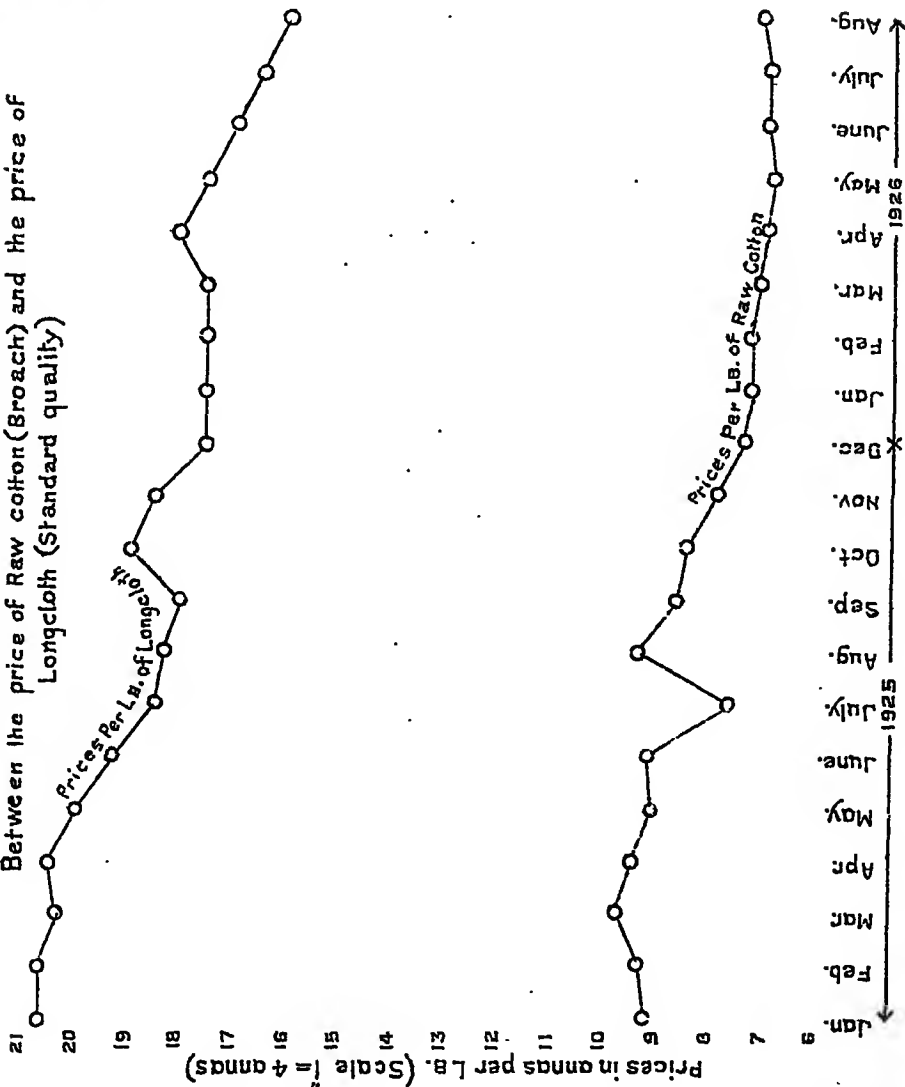 Between the price of Raw cotton (Broach) and the price of
Longcloth (Standard quality)
Prices in annas per LB. (Scale 1"= 4 annas)
21
20
19
18
17
16
15
14
13
12
11
10
9
8
7
6
Prices Per LB. of Longcloth
Prices Per LB. of Raw Cotton
Jan.
Feb.
Mar.
Apr.
May.
June.
July.
Aug.
Sep.
Oct.
Nov.
Dec.
Jan.
Feb.
Mar.
Apr.
May.
June.
July.
Aug.
1925
1926